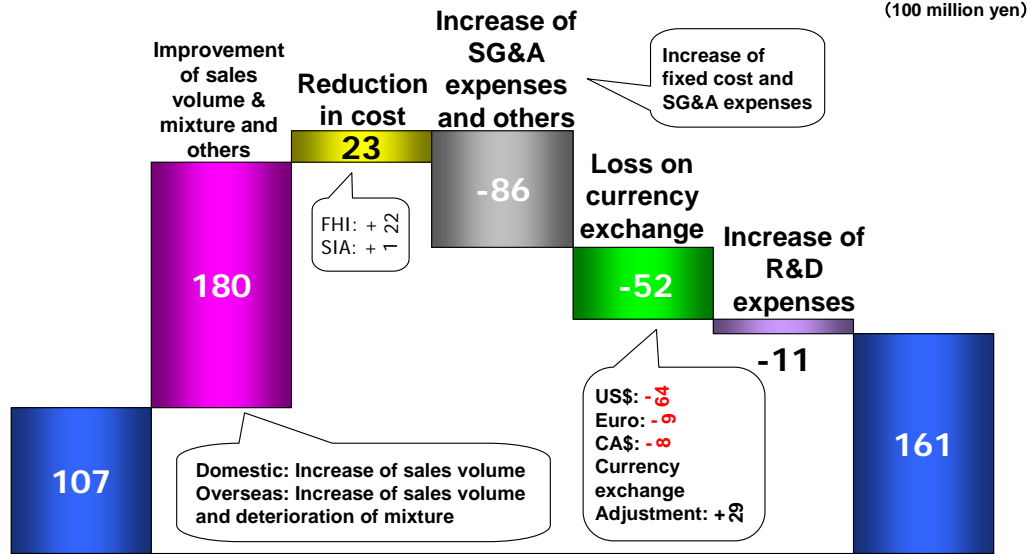 (100 million yen)
Improvement
of sales
volume &
mixture and
others
Reduction
in cost
Increase of
SG&A
expenses
and others
Increase of
fixed cost and
SG&A expenses
23
-86
Loss on
currency
exchange
Increase of
R&D
expenses
FHI: + 22
SIA: + 1
180
-52
-11
US$: - 64
Euro: - 9
CA$: - 8
Currency
exchange
Adjustment: + 29
107
Domestic: Increase of sales volume
Overseas: Increase of sales volume
and deterioration of mixture
161